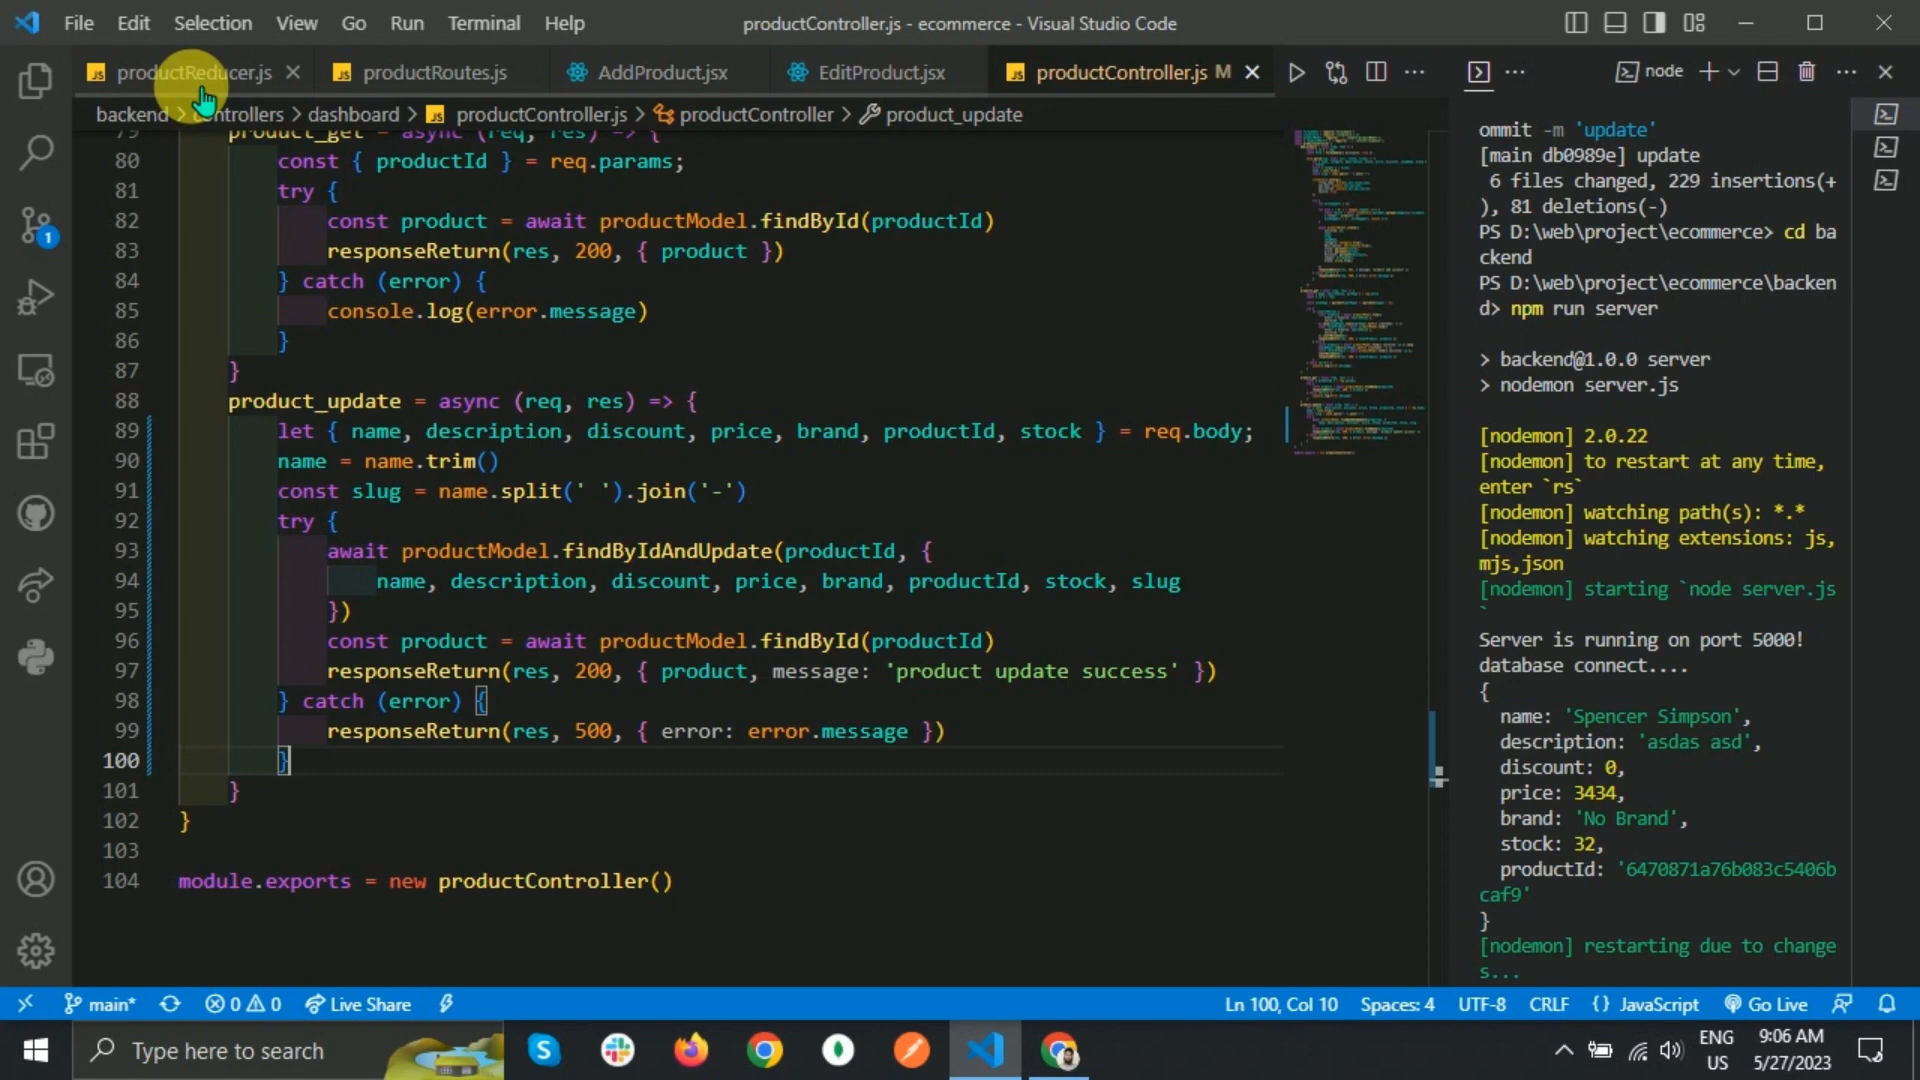 File Edit Selection View Go Run Terminal Help
productController.js - ecommerce - Visual Studio Code
productReducer.js
productRoutes.js
AddProduct.jsx
EditProduct.jsx
productController.js M
backend > controllers > dashboard > productController.js > productController > product_update
79 product_get = async (req, res) => {
80 const { productId } = req.params;
81 try {
82 const product = await productModel.findById(productId)
83 responseReturn(res, 200, { product })
84 } catch (error) {
85 console.log(error.message)
86 }
87 }
88 product_update = async (req, res) => {
89 let { name, description, discount, price, brand, productId, stock } = req.body;
90 name = name.trim()
91 const slug = name.split(' ').join('-')
92 try {
93 await productModel.findByIdAndUpdate(productId, {
94 name, description, discount, price, brand, productId, stock, slug
95 })
96 const product = await productModel.findById(productId)
97 responseReturn(res, 200, { product, message: 'product update success' })
98 } catch (error) {
99 responseReturn(res, 500, { error: error.message })
100 }
101 }
102 }
103
104 module.exports = new productController()
node
ommit -m 'update'
[main db0989e] update
6 files changed, 229 insertions(+
), 81 deletions(-)
PS D:\web\project\ecommerce> cd ba
ckend
PS D:\web\project\ecommerce\backen
d> npm run server
> backend@1.0.0 server
> nodemon server.js
[nodemon] 2.0.22
[nodemon] to restart at any time,
enter `rs`
[nodemon] watching path(s): *.*
[nodemon] watching extensions: js,
mjs,json
[nodemon] starting `node server.js
`
Server is running on port 5000!
database connect....
{
name: 'Spencer Simpson',
description: 'asdas asd',
discount: 0,
price: 3434,
brand: 'No Brand',
stock: 32,
productId: '6470871a76b083c5406b
caf9'
}
[nodemon] restarting due to change
s...
1
main* 0 0 Live Share
Ln 100, Col 10 Spaces: 4 UTF-8 CRLF {} JavaScript Go Live
Type here to search
ENG
US
9:06 AM
5/27/2023